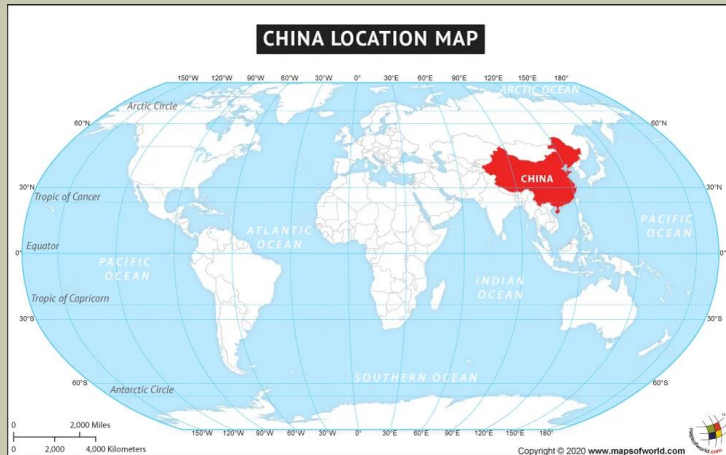 CHINA LOCATION MAP
150°W 120°W 90°W 60°W 30°W 0° 30°E 60°E 90°E 120°E 150°E 180°
ARCTIC OCEAN
Arctic Circle
60°N 60°N
CHINA
30°N 30°N
Tropic of Cancer
ATLANTIC
OCEAN
PACIFIC
OCEAN
Equator
0° 0°
PACIFIC
OCEAN
INDIAN
OCEAN
Tropic of Capricorn
30°S 30°S
SOUTHERN OCEAN
60°S 60°S
Antarctic Circle
0 2,000 Miles
0 2,000 4,000 Kilometers
150°W 120°W 90°W 60°W 30°W 0° 30°E 60°E 90°E 120°E 150°E 180°
mapsofworld.com
Copyright © 2020 www.mapsofworld.com